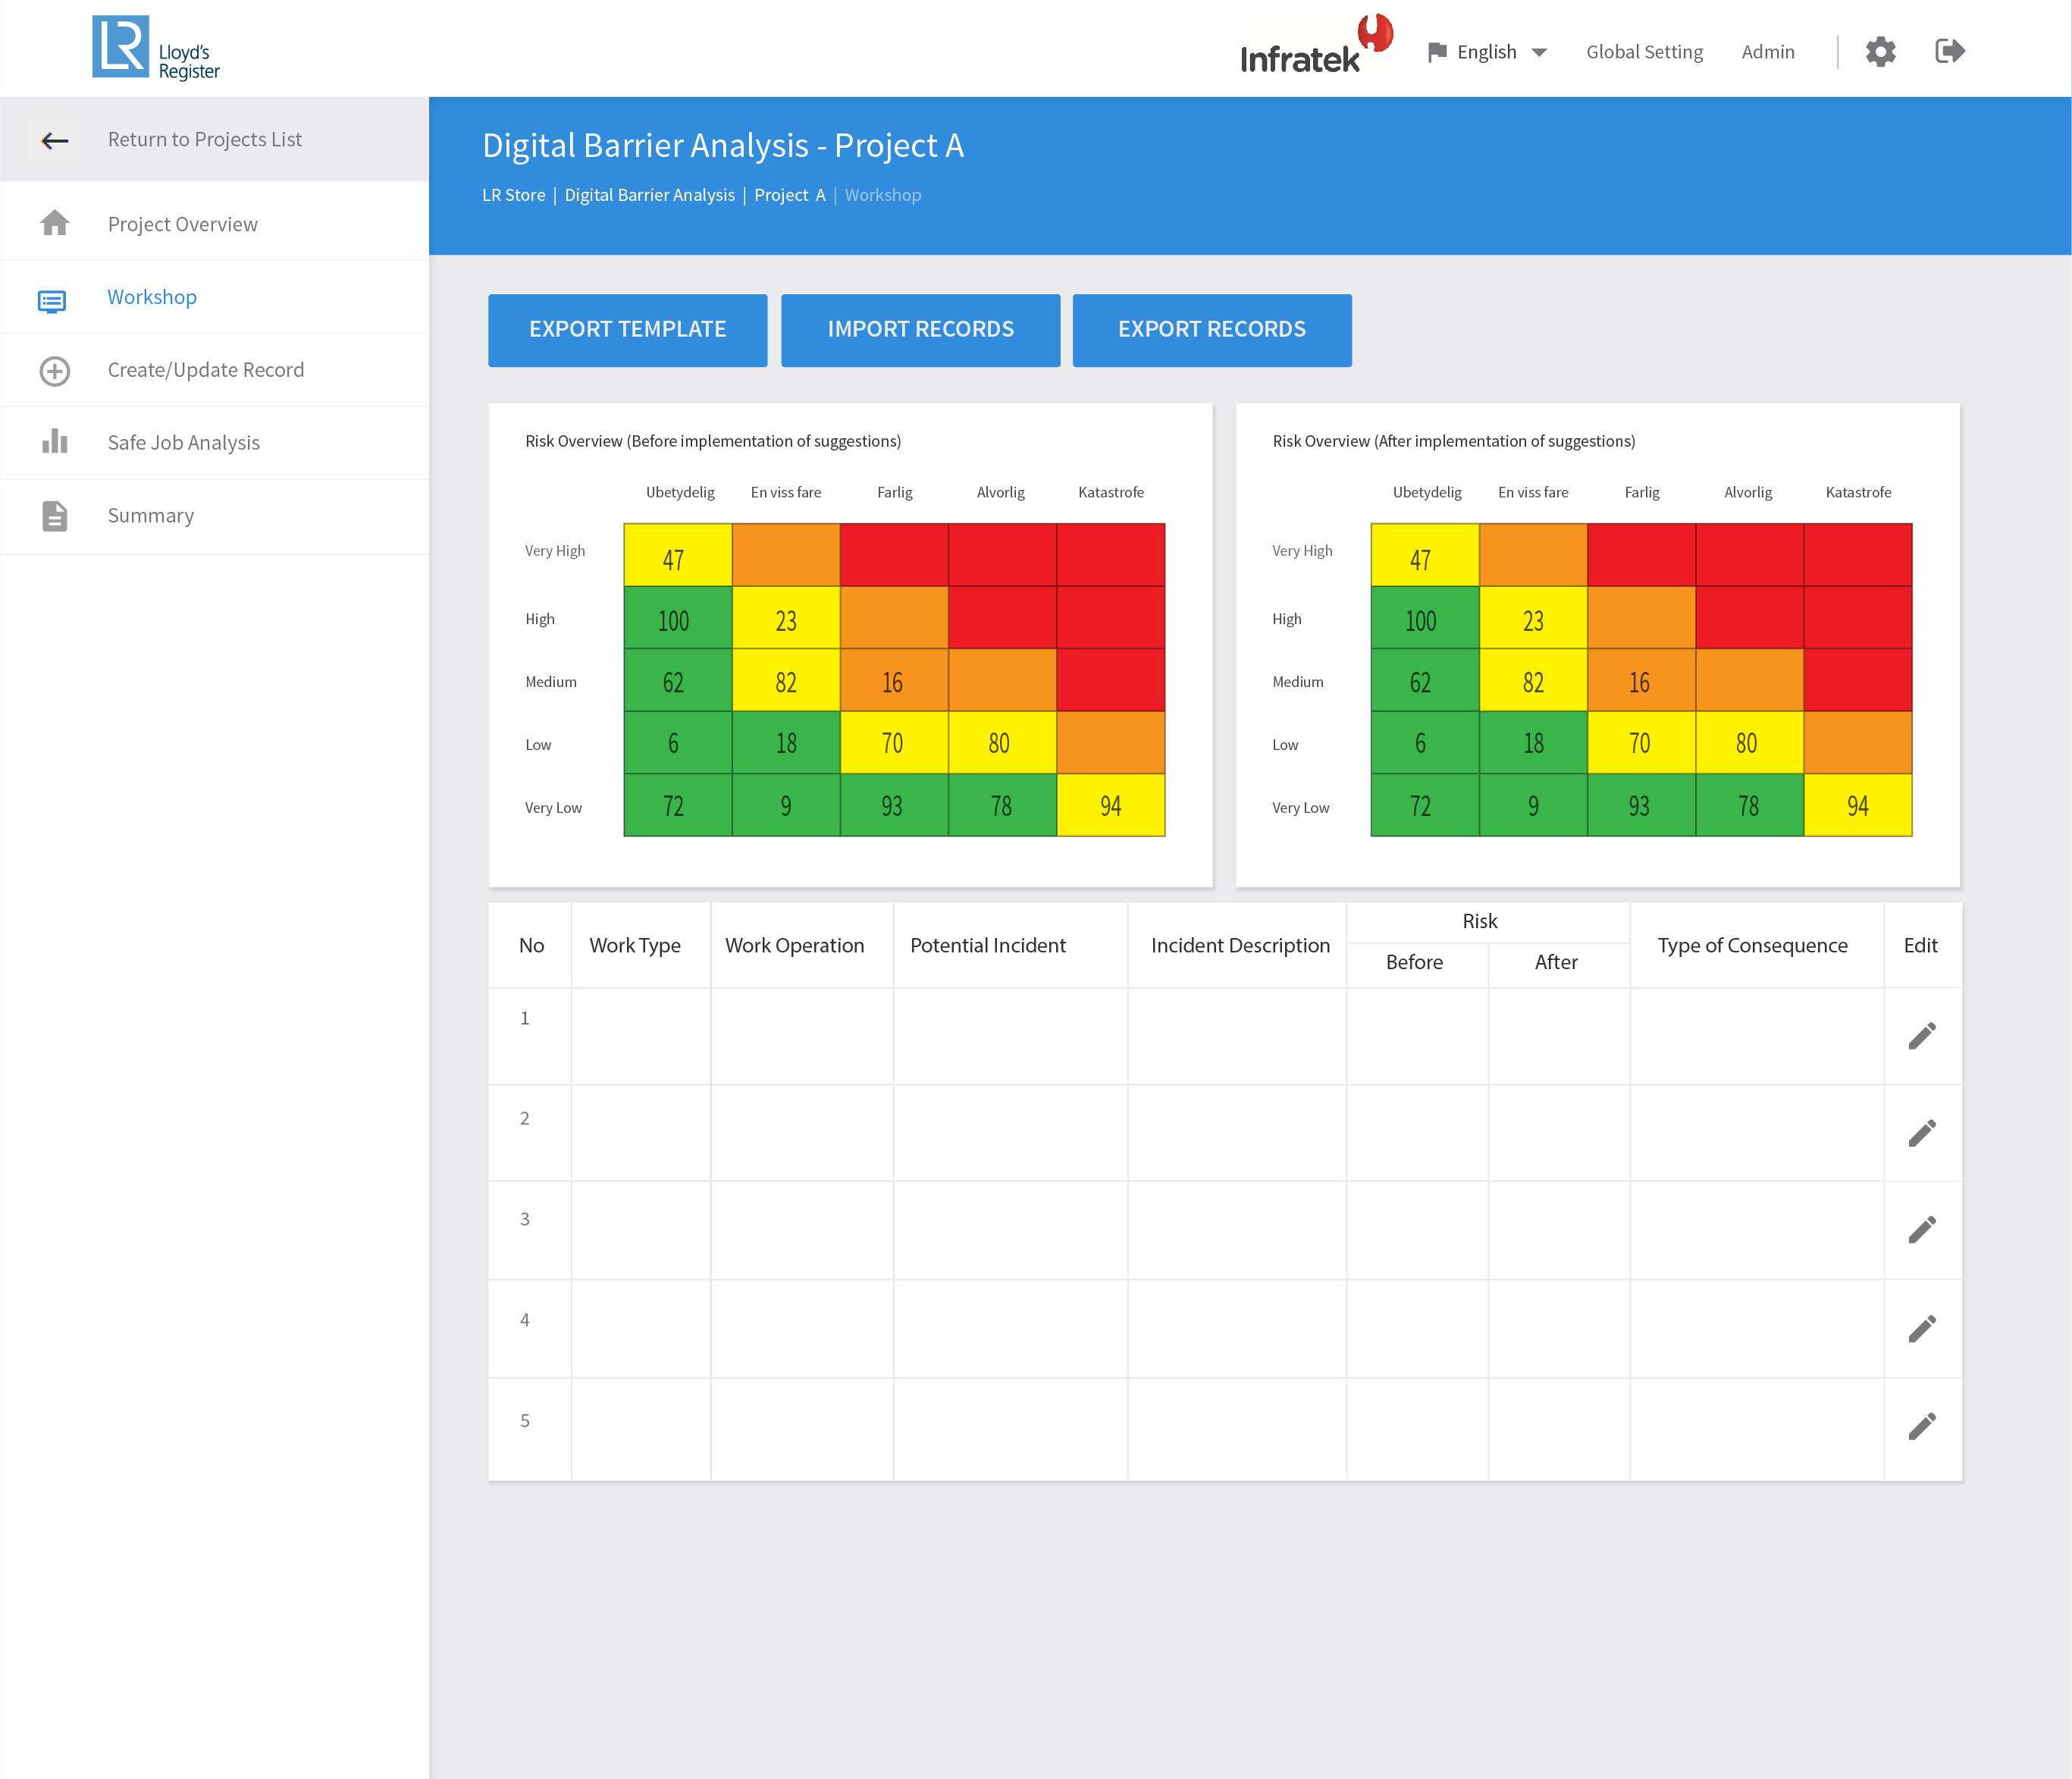 LR Lloyd's
Register
Infratek
English
Global Setting
Admin
Return to Projects List
Project Overview
Workshop
Create/Update Record
Safe Job Analysis
Summary
Digital Barrier Analysis - Project A
LR Store | Digital Barrier Analysis | Project A | Workshop
EXPORT TEMPLATE
IMPORT RECORDS
EXPORT RECORDS
Risk Overview (Before implementation of suggestions)
Ubetydelig En viss fare Farlig Alvorlig Katastrofe
Very High 47
High 100 23
Medium 62 82 16
Low 6 18 70 80
Very Low 72 9 93 78 94
Risk Overview (After implementation of suggestions)
Ubetydelig En viss fare Farlig Alvorlig Katastrofe
Very High 47
High 100 23
Medium 62 82 16
Low 6 18 70 80
Very Low 72 9 93 78 94
No Work Type Work Operation Potential Incident Incident Description Risk Type of Consequence Edit
Before After
1
2
3
4
5